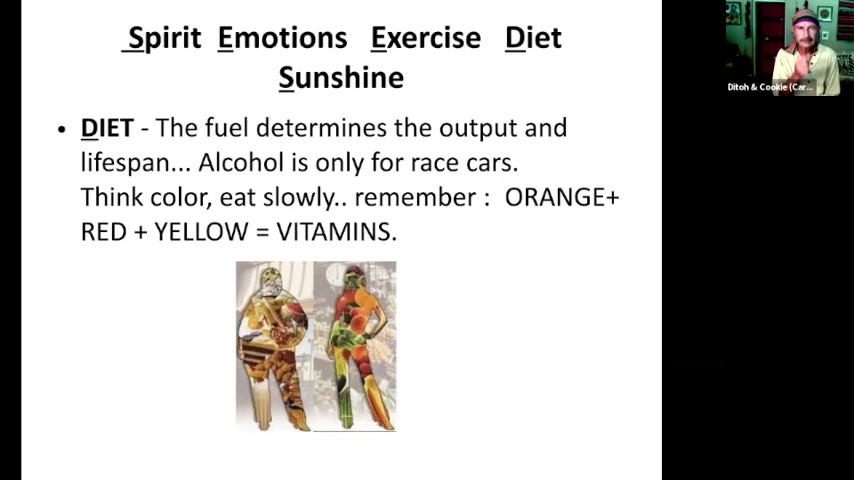 Spirit Emotions Exercise Diet
Sunshine
• DIET - The fuel determines the output and
lifespan... Alcohol is only for race cars.
Think color, eat slowly.. remember : ORANGE+
RED + YELLOW = VITAMINS.
Ditoh & Cookie (Car...